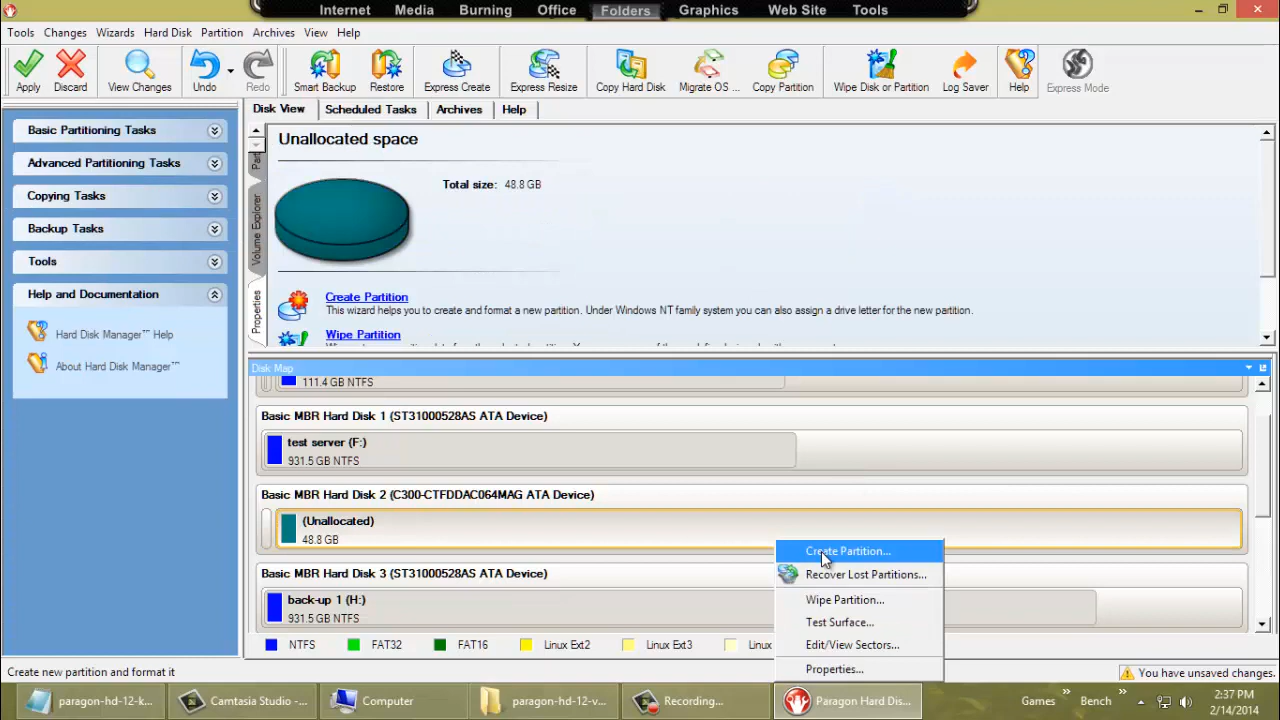 Internet Media Burning Office Folders Graphics Web Site Tools
Tools Changes Wizards Hard Disk Partition Archives View Help
Apply Discard View Changes Undo Redo Smart Backup Restore Express Create Express Resize Copy Hard Disk Migrate OS ... Copy Partition Wipe Disk or Partition Log Saver Help Express Mode
Disk View Scheduled Tasks Archives Help
Basic Partitioning Tasks
Advanced Partitioning Tasks
Copying Tasks
Backup Tasks
Tools
Help and Documentation
Hard Disk Manager™ Help
About Hard Disk Manager™
Part
Volume Explorer
Properties
Unallocated space
Total size: 48.8 GB
Create Partition
This wizard helps you to create and format a new partition. Under Windows NT family system you can also assign a drive letter for the new partition.
Wipe Partition
Disk Map
111.4 GB NTFS
Basic MBR Hard Disk 1 (ST31000528AS ATA Device)
test server (F:)
931.5 GB NTFS
Basic MBR Hard Disk 2 (C300-CTFDDAC064MAG ATA Device)
(Unallocated)
48.8 GB
Basic MBR Hard Disk 3 (ST31000528AS ATA Device)
back-up 1 (H:)
931.5 GB NTFS
Create Partition...
Recover Lost Partitions...
Wipe Partition...
Test Surface...
Edit/View Sectors...
Properties...
NTFS FAT32 FAT16 Linux Ext2 Linux Ext3 Linux
Create new partition and format it
You have unsaved changes.
paragon-hd-12-k... Camtasia Studio - ... Computer paragon-hd-12-v... Recording... Paragon Hard Dis... Games » Bench »
2:37 PM
2/14/2014